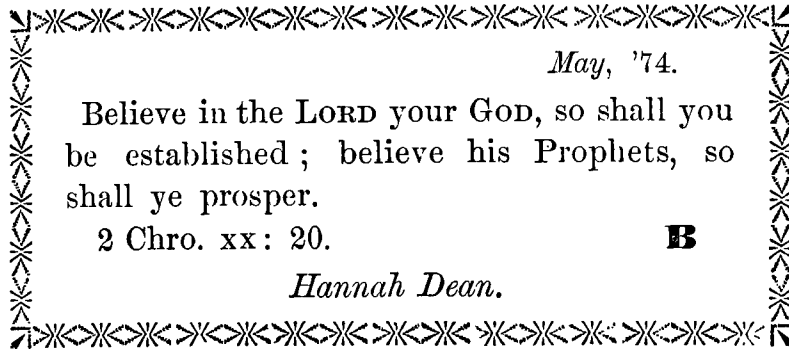 May, '74.
Believe in the LORD your GOD, so shall you
be established ; believe his Prophets, so
shall ye prosper.
2 Chro. xx: 20. B
Hannah Dean.